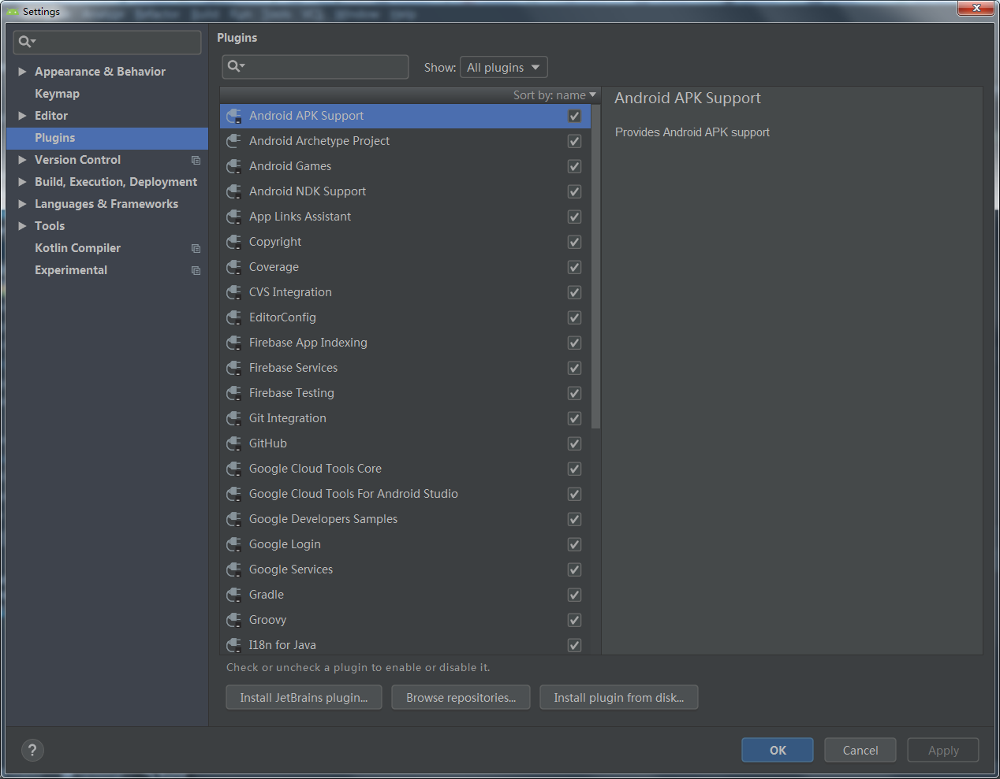 Settings
Plugins
Show: All plugins
Appearance & Behavior
Keymap
Editor
Plugins
Version Control
Build, Execution, Deployment
Languages & Frameworks
Tools
Kotlin Compiler
Experimental
Sort by: name
Android APK Support
Android Archetype Project
Android Games
Android NDK Support
App Links Assistant
Copyright
Coverage
CVS Integration
EditorConfig
Firebase App Indexing
Firebase Services
Firebase Testing
Git Integration
GitHub
Google Cloud Tools Core
Google Cloud Tools For Android Studio
Google Developers Samples
Google Login
Google Services
Gradle
Groovy
I18n for Java
Android APK Support
Provides Android APK support
Check or uncheck a plugin to enable or disable it.
Install JetBrains plugin...
Browse repositories...
Install plugin from disk...
?
OK
Cancel
Apply